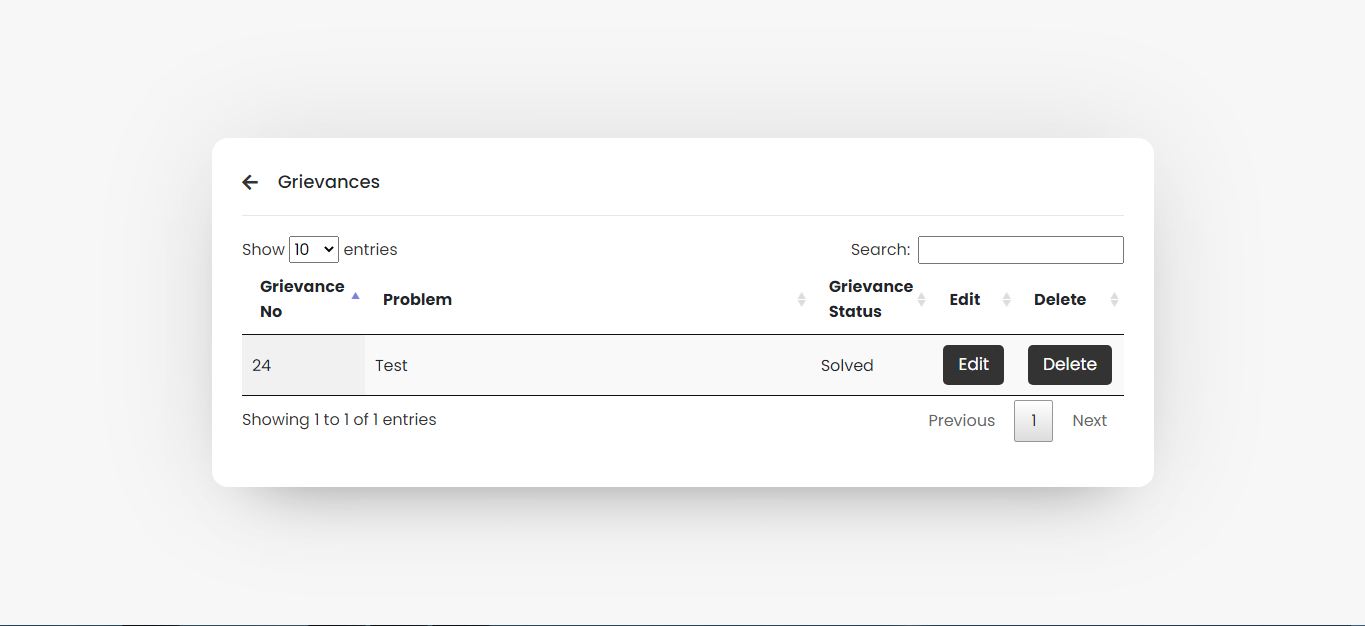 Grievances
Show 10 entries
Search:
Grievance No
Problem
Grievance Status
Edit
Delete
24
Test
Solved
Edit
Delete
Showing 1 to 1 of 1 entries
Previous
1
Next